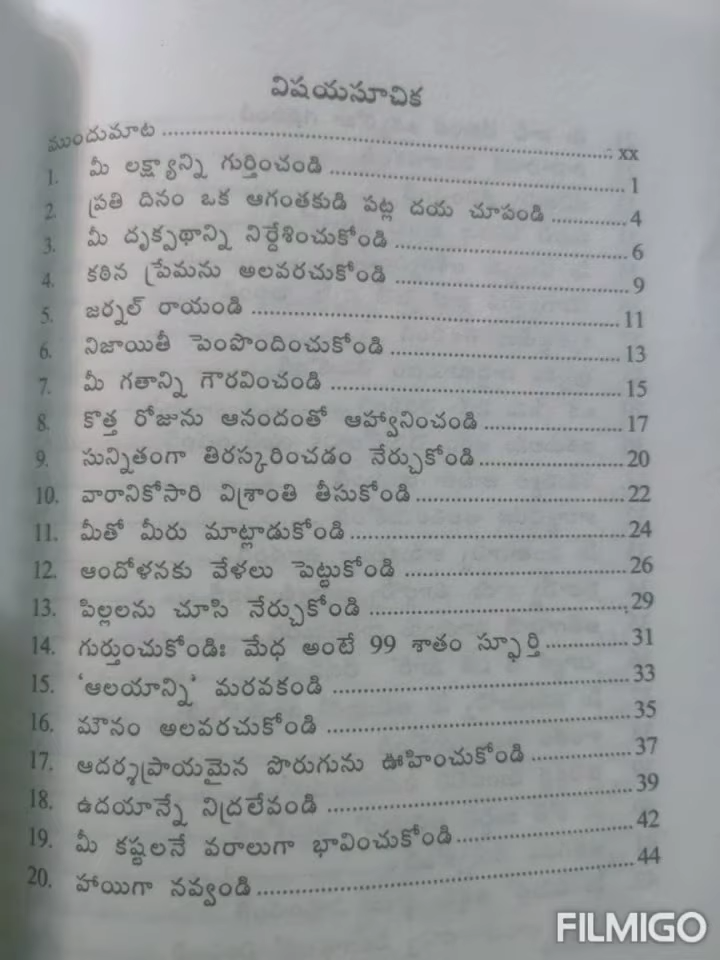 విషయసూచిక
ముందుమాట ........ xx
1. మీ లక్ష్యాన్ని గుర్తించండి ........ 1
2. ప్రతి దినం ఒక ఆగంతకుడి పట్ల దయ చూపండి ........ 4
3. మీ దృక్పథాన్ని నిర్దేశించుకోండి ........ 6
4. కఠిన ప్రేమను అలవరచుకోండి ........ 9
5. జర్నల్ రాయండి ........ 11
6. నిజాయితీ పెంపొందించుకోండి ........ 13
7. మీ గతాన్ని గౌరవించండి ........ 15
8. కొత్త రోజును ఆనందంతో ఆహ్వానించండి ........ 17
9. సున్నితంగా తిరస్కరించడం నేర్చుకోండి ........ 20
10. వారానికోసారి విశ్రాంతి తీసుకోండి ........ 22
11. మీతో మీరు మాట్లాడుకోండి ........ 24
12. ఆందోళనకు వేళలు పెట్టుకోండి ........ 26
13. పిల్లలను చూసి నేర్చుకోండి ........ 29
14. గుర్తుంచుకోండి: మేధ అంటే 99 శాతం స్ఫూర్తి ........ 31
15. 'ఆలయాన్ని' మరవకండి ........ 33
16. మౌనం అలవరచుకోండి ........ 35
17. ఆదర్శప్రాయమైన పొరుగును ఊహించుకోండి ........ 37
18. ఉదయాన్నే నిద్రలేవండి ........ 39
19. మీ కష్టలనే వరాలుగా భావించుకోండి ........ 42
20. హాయిగా నవ్వండి ........ 44
FILMIGO